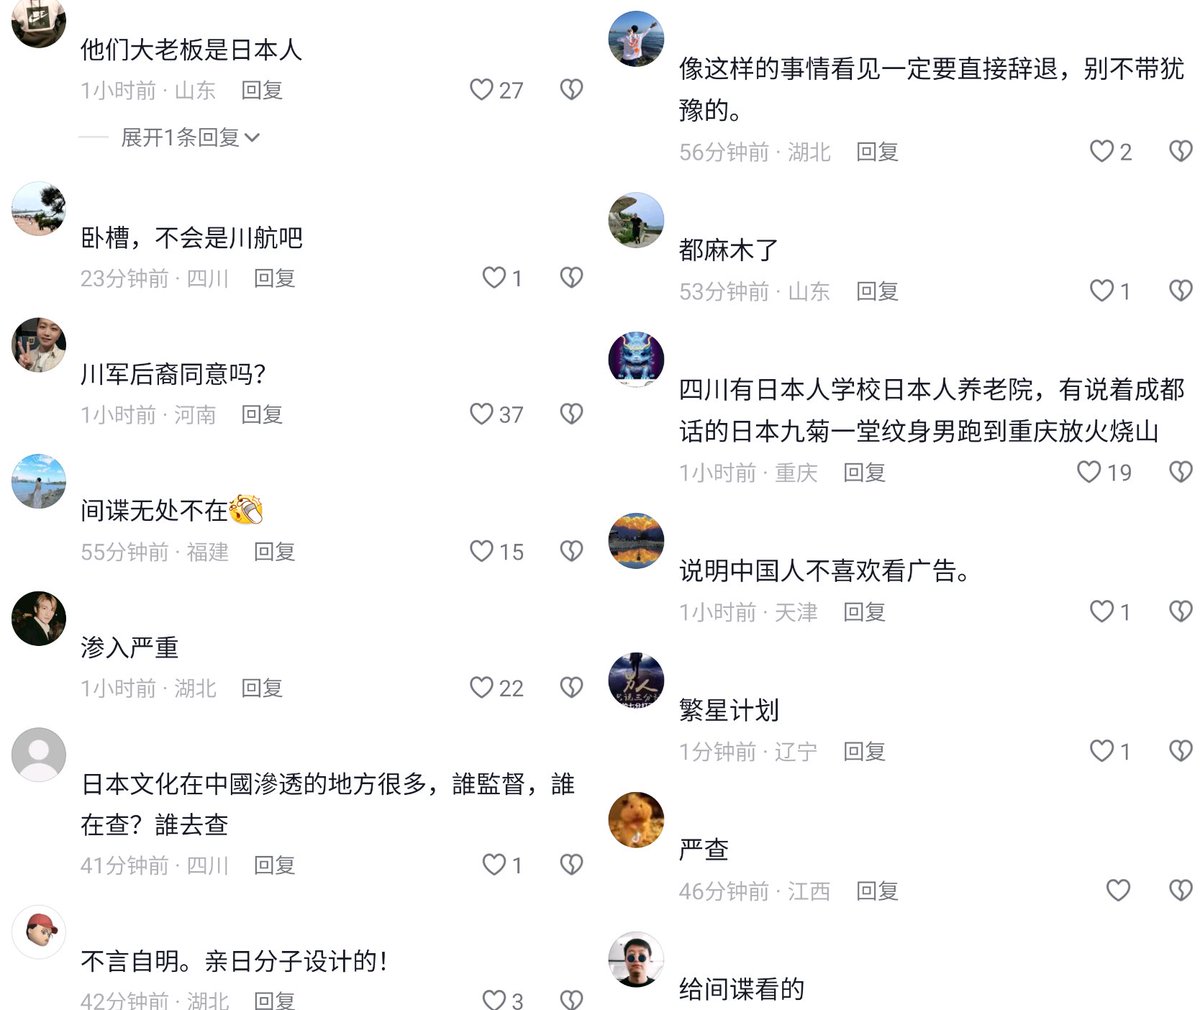 他们大老板是日本人
1小时前 · 山东 回复
27
展开1条回复
卧槽，不会是川航吧
23分钟前 · 四川 回复
1
川军后裔同意吗？
1小时前 · 河南 回复
37
间谍无处不在
55分钟前 · 福建 回复
15
渗入严重
1小时前 · 湖北 回复
22
日本文化在中國滲透的地方很多，誰監督，誰
在查？誰去查
41分钟前 · 四川 回复
1
不言自明。亲日分子设计的！
42分钟前 · 湖北 回复
3
像这样的事情看见一定要直接辞退，别不带犹
豫的。
56分钟前 · 湖北 回复
2
都麻木了
53分钟前 · 山东 回复
1
四川有日本人学校日本人养老院，有说着成都
话的日本九菊一堂纹身男跑到重庆放火烧山
1小时前 · 重庆 回复
19
说明中国人不喜欢看广告。
1小时前 · 天津 回复
1
男人
繁星计划
1分钟前 · 辽宁 回复
1
严查
46分钟前 · 江西 回复
给间谍看的